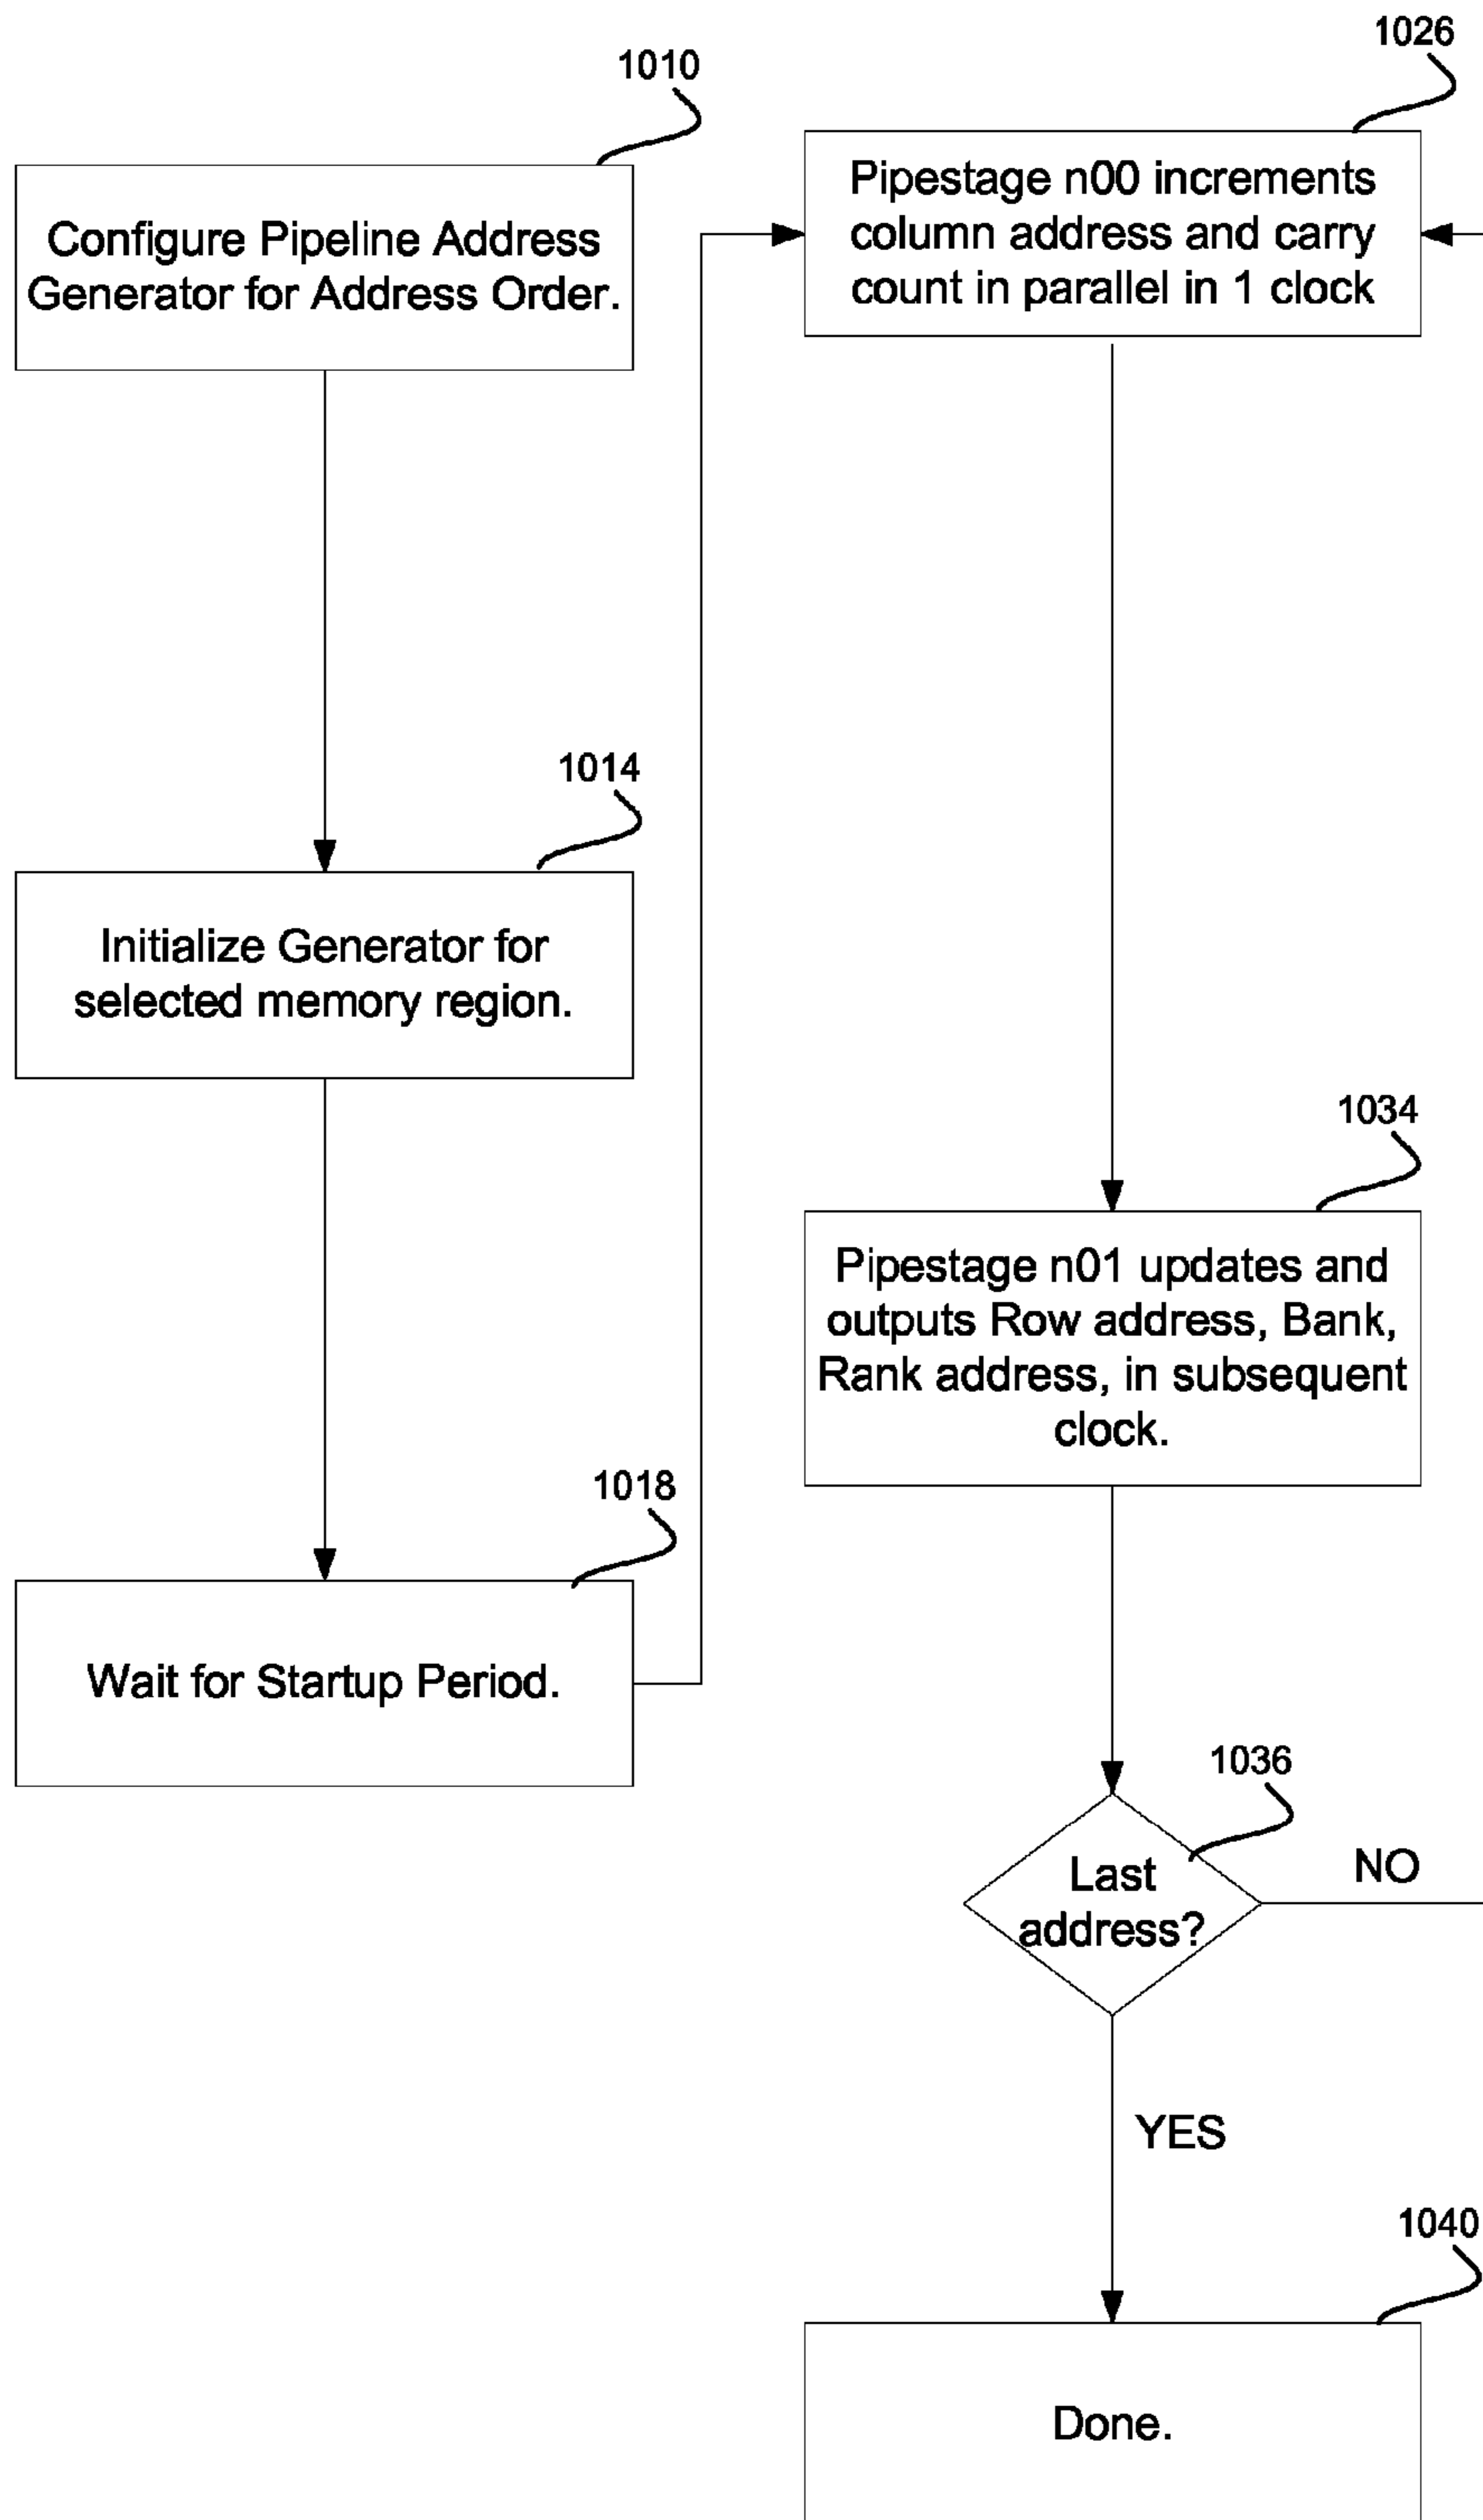 1010
Configure Pipeline Address
Generator for Address Order.
1014
Initialize Generator for
selected memory region.
1018
Wait for Startup Period.
1026
Pipestage n00 increments
column address and carry
count in parallel in 1 clock
1034
Pipestage n01 updates and
outputs Row address, Bank,
Rank address, in subsequent
clock.
1036
Last
address?
NO
YES
1040
Done.